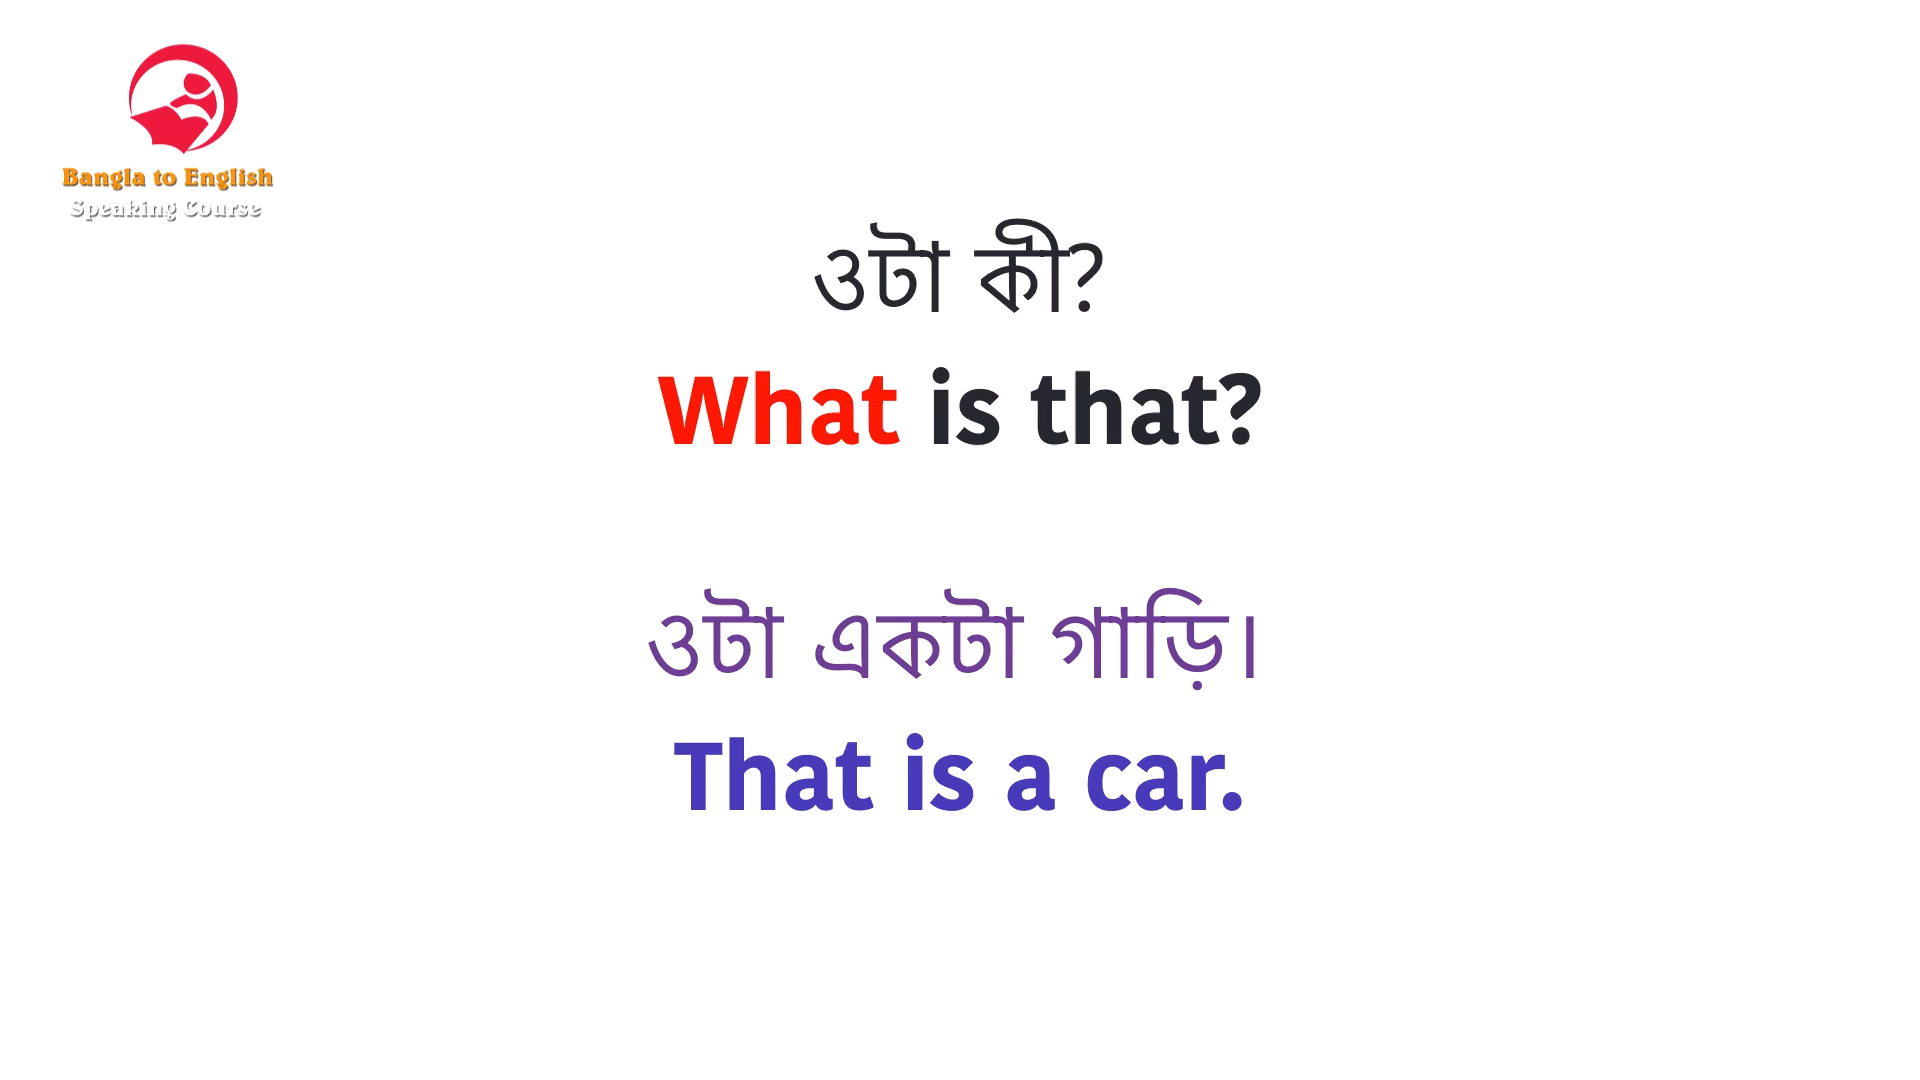 Bangla to English
Speaking Course
ওটা কী?
What is that?
ওটা একটা গাড়ি।
That is a car.